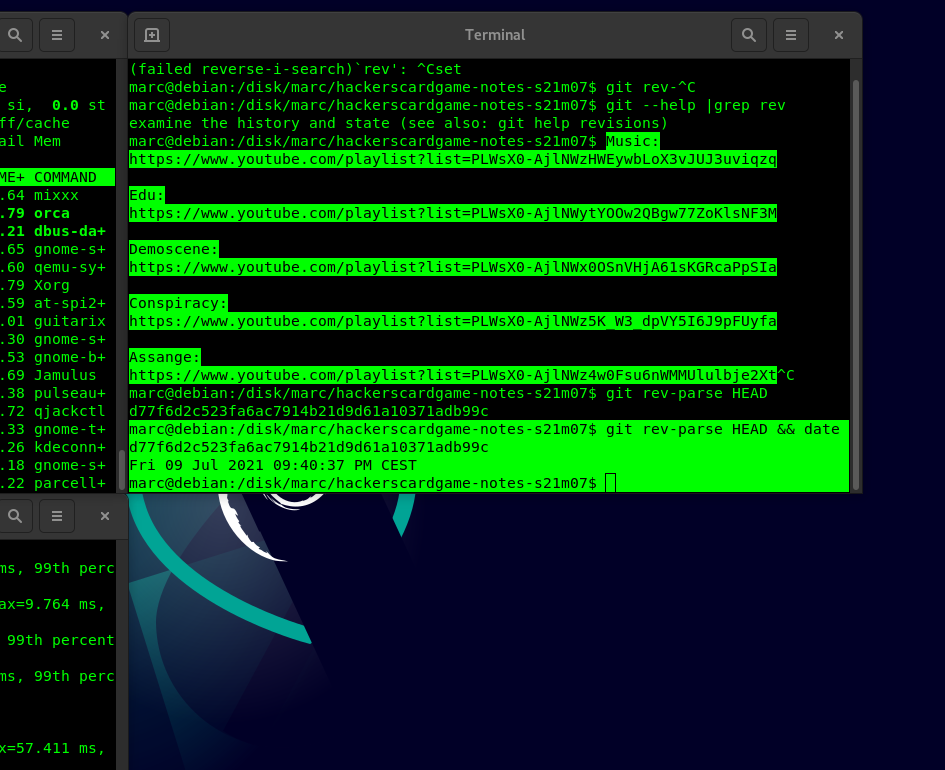 e
si, 0.0 st
ff/cache
ail Mem
ME+ COMMAND
.64 mixxx
.79 orca
.21 dbus-da+
.65 gnome-s+
.60 qemu-sy+
.79 Xorg
.59 at-spi2+
.01 guitarix
.30 gnome-s+
.53 gnome-b+
.69 Jamulus
.38 pulseau+
.72 qjackctl
.33 gnome-t+
.26 kdeconn+
.18 gnome-s+
.22 parcell+
Terminal
(failed reverse-i-search)`rev': ^Cset
marc@debian:/disk/marc/hackerscardgame-notes-s21m07$ git rev-^C
marc@debian:/disk/marc/hackerscardgame-notes-s21m07$ git --help |grep rev
examine the history and state (see also: git help revisions)
marc@debian:/disk/marc/hackerscardgame-notes-s21m07$ Music:
https://www.youtube.com/playlist?list=PLWsX0-AjlNWzHWEywbLoX3vJUJ3uviqzq
Edu:
https://www.youtube.com/playlist?list=PLWsX0-AjlNWytYOOw2QBgw77ZoKlsNF3M
Demoscene:
https://www.youtube.com/playlist?list=PLWsX0-AjlNWx0OSnVHjA61sKGRcaPpSIa
Conspiracy:
https://www.youtube.com/playlist?list=PLWsX0-AjlNWz5K_W3_dpVY5I6J9pFUyfa
Assange:
https://www.youtube.com/playlist?list=PLWsX0-AjlNWz4w0Fsu6nWMMUlulbje2Xt^C
marc@debian:/disk/marc/hackerscardgame-notes-s21m07$ git rev-parse HEAD
d77f6d2c523fa6ac7914b21d9d61a10371adb99c
marc@debian:/disk/marc/hackerscardgame-notes-s21m07$ git rev-parse HEAD && date
d77f6d2c523fa6ac7914b21d9d61a10371adb99c
Fri 09 Jul 2021 09:40:37 PM CEST
marc@debian:/disk/marc/hackerscardgame-notes-s21m07$
ms, 99th perc
ax=9.764 ms,
99th percent
ms, 99th perc
x=57.411 ms,